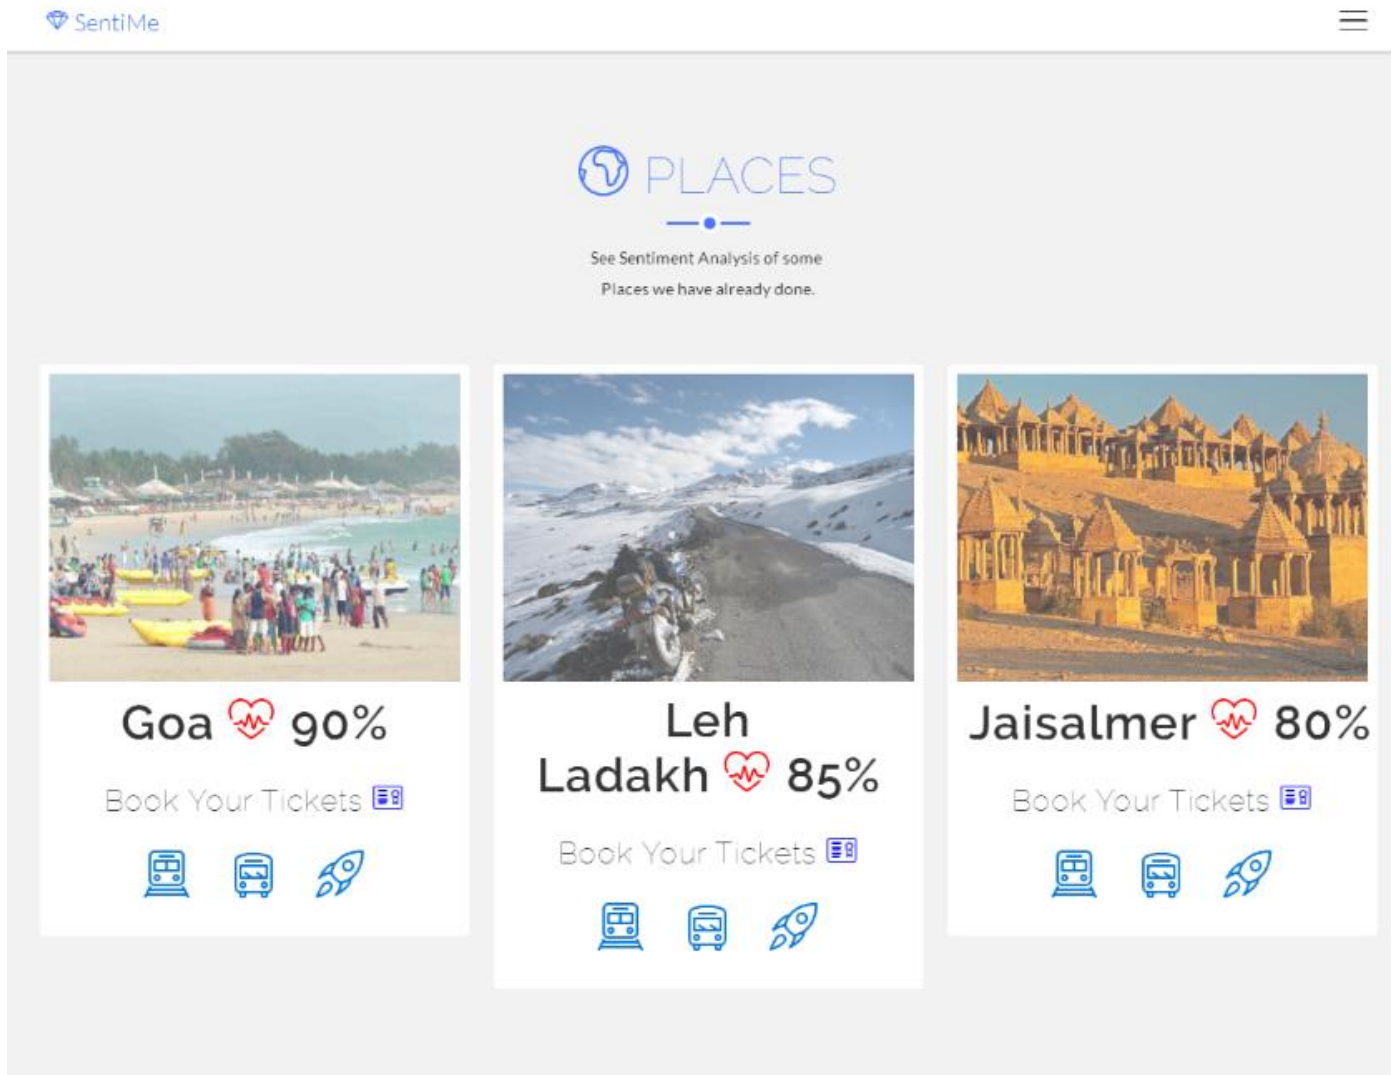 SentiMe
PLACES
See Sentiment Analysis of some
Places we have already done.
Goa 90%
Book Your Tickets
Leh
Ladakh 85%
Book Your Tickets
Jaisalmer 80%
Book Your Tickets